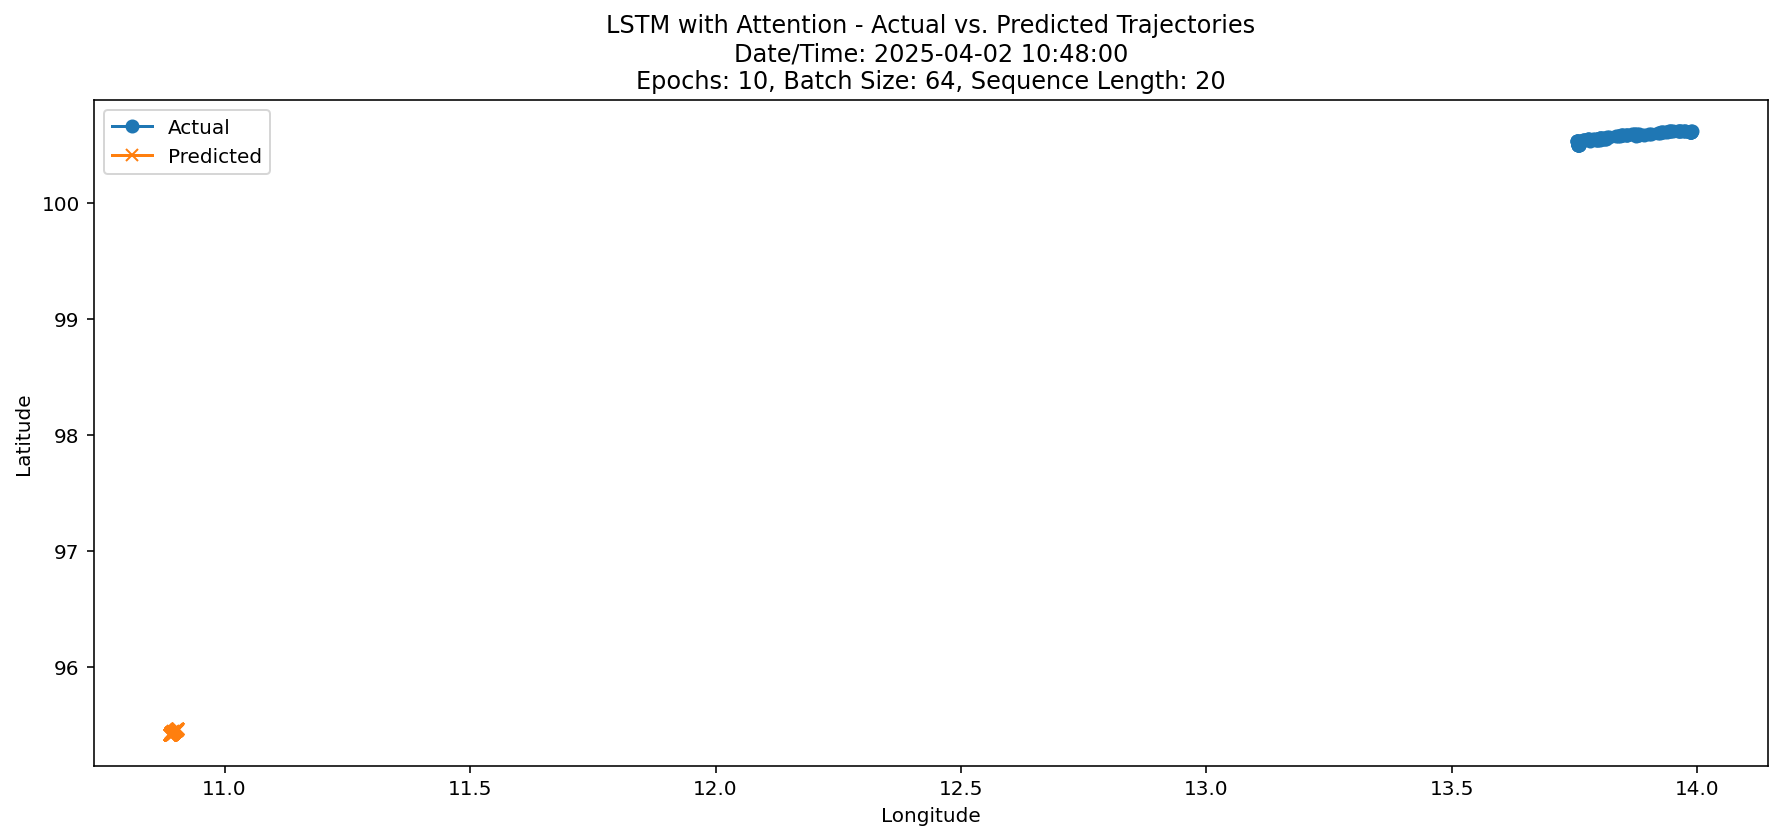 LSTM with Attention - Actual vs. Predicted Trajectories
Date/Time: 2025-04-02 10:48:00
Epochs: 10, Batch Size: 64, Sequence Length: 20
Actual
Predicted
100
99
98
97
96
Latitude
11.0
11.5
12.0
12.5
13.0
13.5
14.0
Longitude